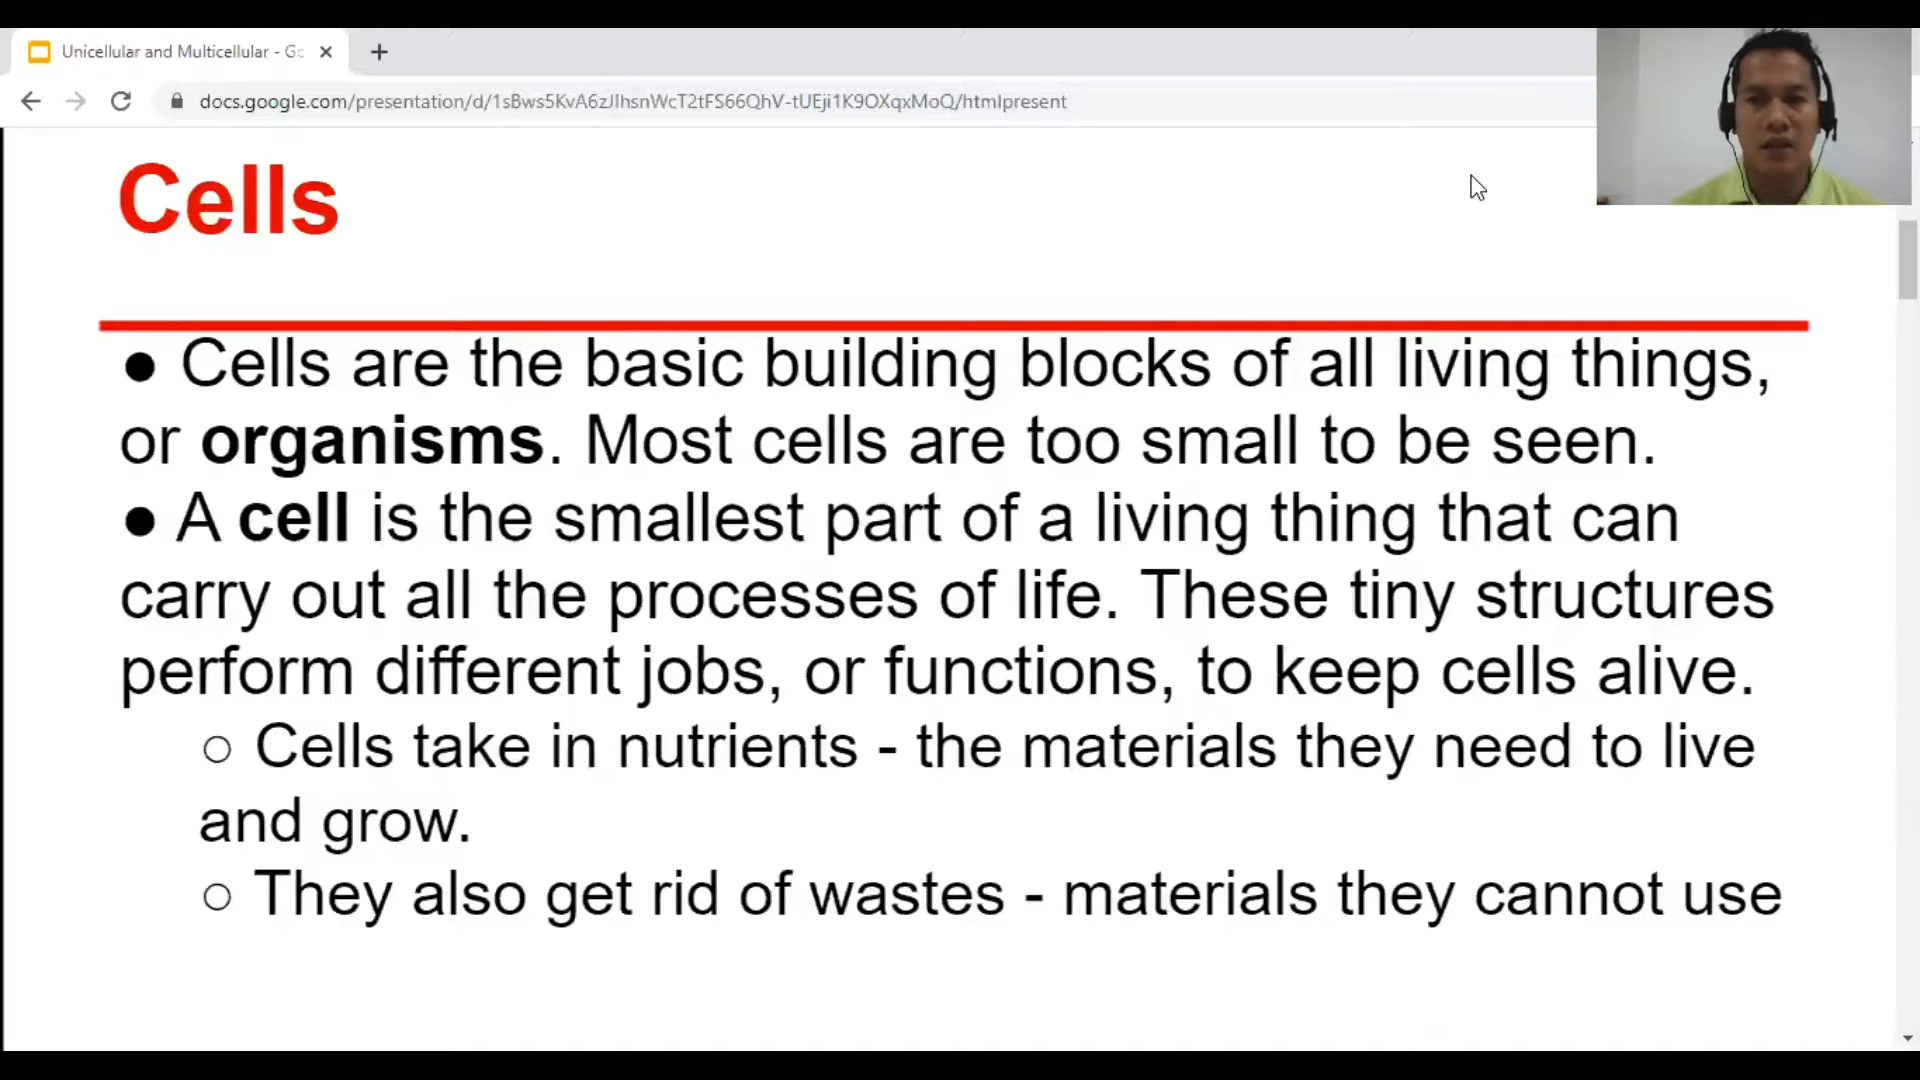 Unicellular and Multicellular - Go
docs.google.com/presentation/d/1sBws5KvA6zJIhsnWcT2tFS66QhV-tUEji1K9OXqxMoQ/htmlpresent
Cells
● Cells are the basic building blocks of all living things,
or organisms. Most cells are too small to be seen.
● A cell is the smallest part of a living thing that can
carry out all the processes of life. These tiny structures
perform different jobs, or functions, to keep cells alive.
○ Cells take in nutrients - the materials they need to live
and grow.
○ They also get rid of wastes - materials they cannot use